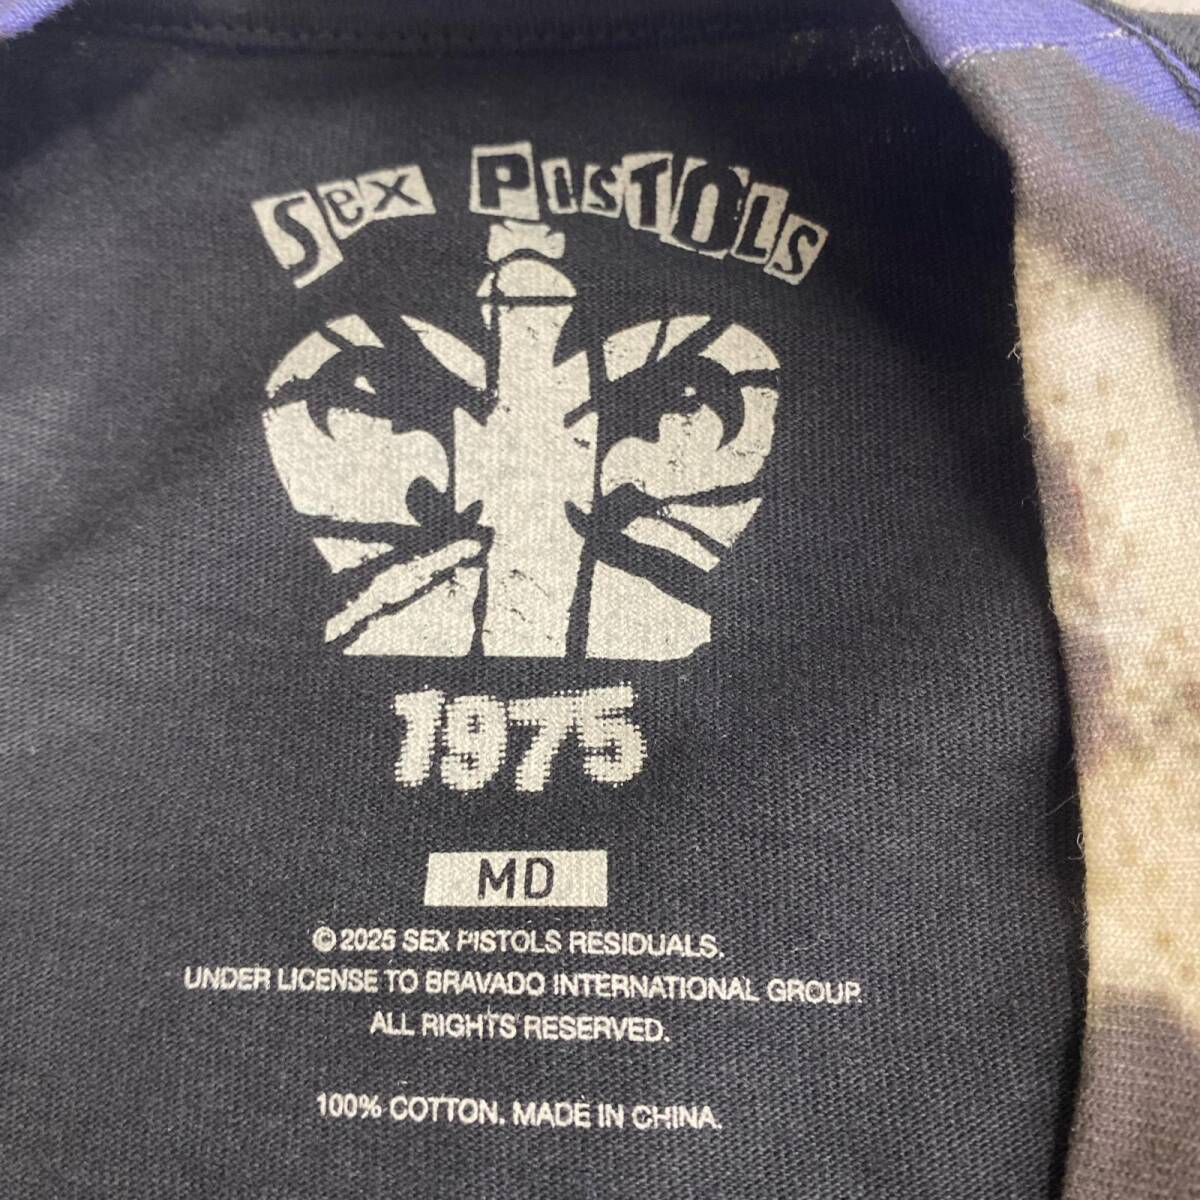 Sex PISTOLS
1975
MD
© 2025 SEX PISTOLS RESIDUALS.
UNDER LICENSE TO BRAVADO INTERNATIONAL GROUP.
ALL RIGHTS RESERVED.
100% COTTON. MADE IN CHINA.